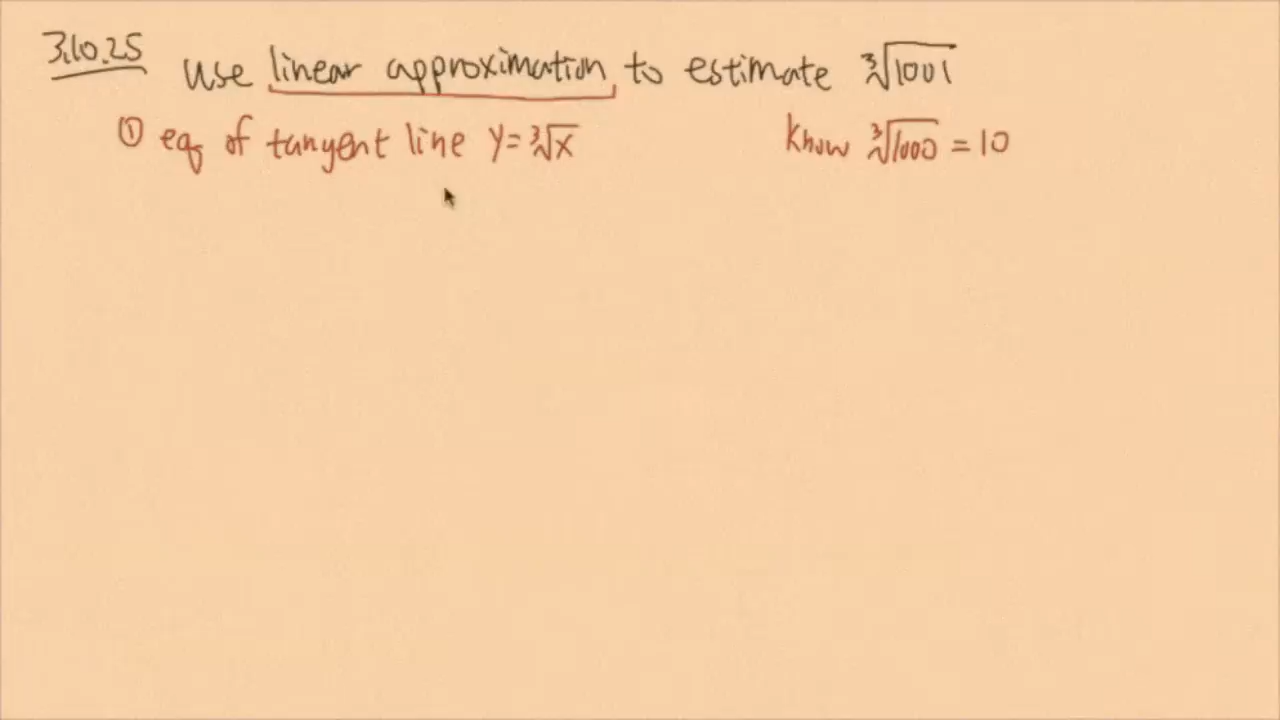 3.10.25 use linear approximation to estimate ∛1001
① eq of tangent line y=∛x know ∛1000 = 10